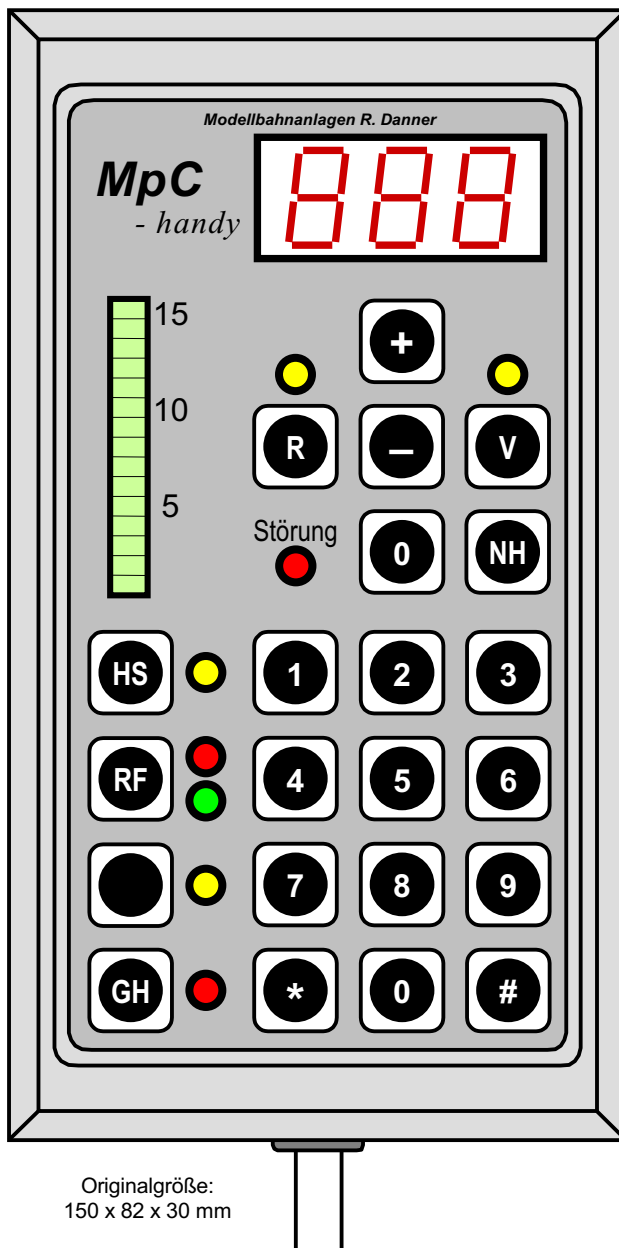 Modellbahnanlagen R. Danner
MpC
- handy
888
15
10
5
+
R – V
Störung
0 NH
HS 1 2 3
RF 4 5 6
7 8 9
GH * 0 #
Originalgröße:
150 x 82 x 30 mm